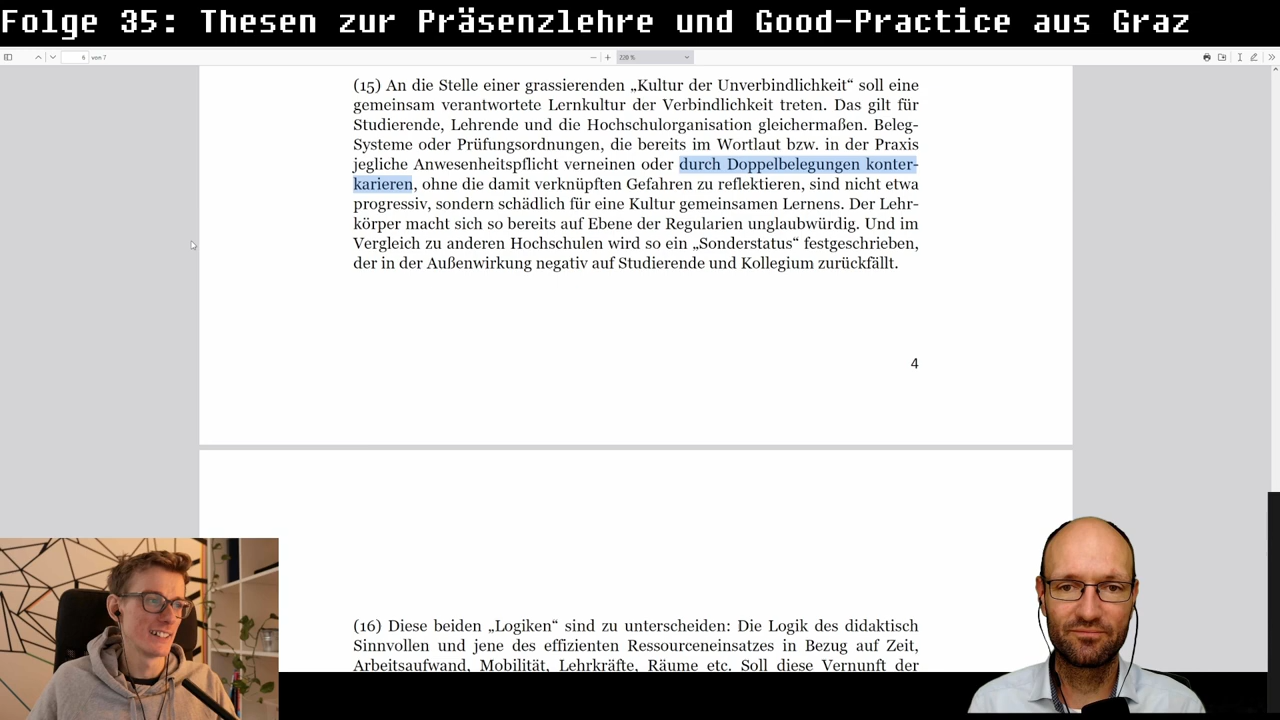 Folge 35: Thesen zur Präsenzlehre und Good-Practice aus Graz
6 von 7
220 %
(15) An die Stelle einer grassierenden „Kultur der Unverbindlichkeit“ soll eine
gemeinsam verantwortete Lernkultur der Verbindlichkeit treten. Das gilt für
Studierende, Lehrende und die Hochschulorganisation gleichermaßen. Beleg-
Systeme oder Prüfungsordnungen, die bereits im Wortlaut bzw. in der Praxis
jegliche Anwesenheitspflicht verneinen oder durch Doppelbelegungen konter-
karieren, ohne die damit verknüpften Gefahren zu reflektieren, sind nicht etwa
progressiv, sondern schädlich für eine Kultur gemeinsamen Lernens. Der Lehr-
körper macht sich so bereits auf Ebene der Regularien unglaubwürdig. Und im
Vergleich zu anderen Hochschulen wird so ein „Sonderstatus“ festgeschrieben,
der in der Außenwirkung negativ auf Studierende und Kollegium zurückfällt.
4
(16) Diese beiden „Logiken“ sind zu unterscheiden: Die Logik des didaktisch
Sinnvollen und jene des effizienten Ressourceneinsatzes in Bezug auf Zeit,
Arbeitsaufwand, Mobilität, Lehrkräfte, Räume etc. Soll diese Vernunft der